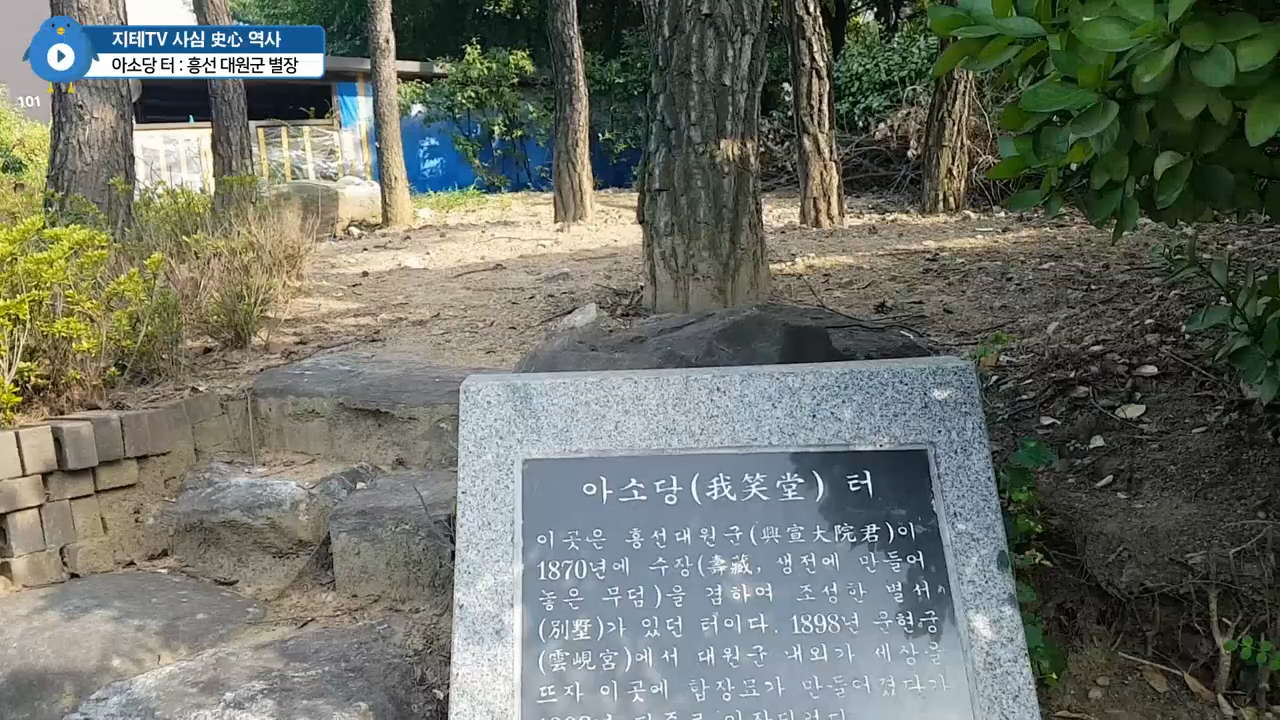 지테TV 사심 史心 역사
아소당 터 : 흥선 대원군 별장
101
아소당(我笑堂) 터
이곳은 흥선대원군(興宣大院君)이
1870년에 수장(壽藏, 생전에 만들어
놓은 무덤)을 겸하여 조성한 별서
(別墅)가 있던 터이다. 1898년 운현궁
(雲峴宮)에서 대원군 내외가 세상을
뜨자 이곳에 합장묘가 만들어졌다가